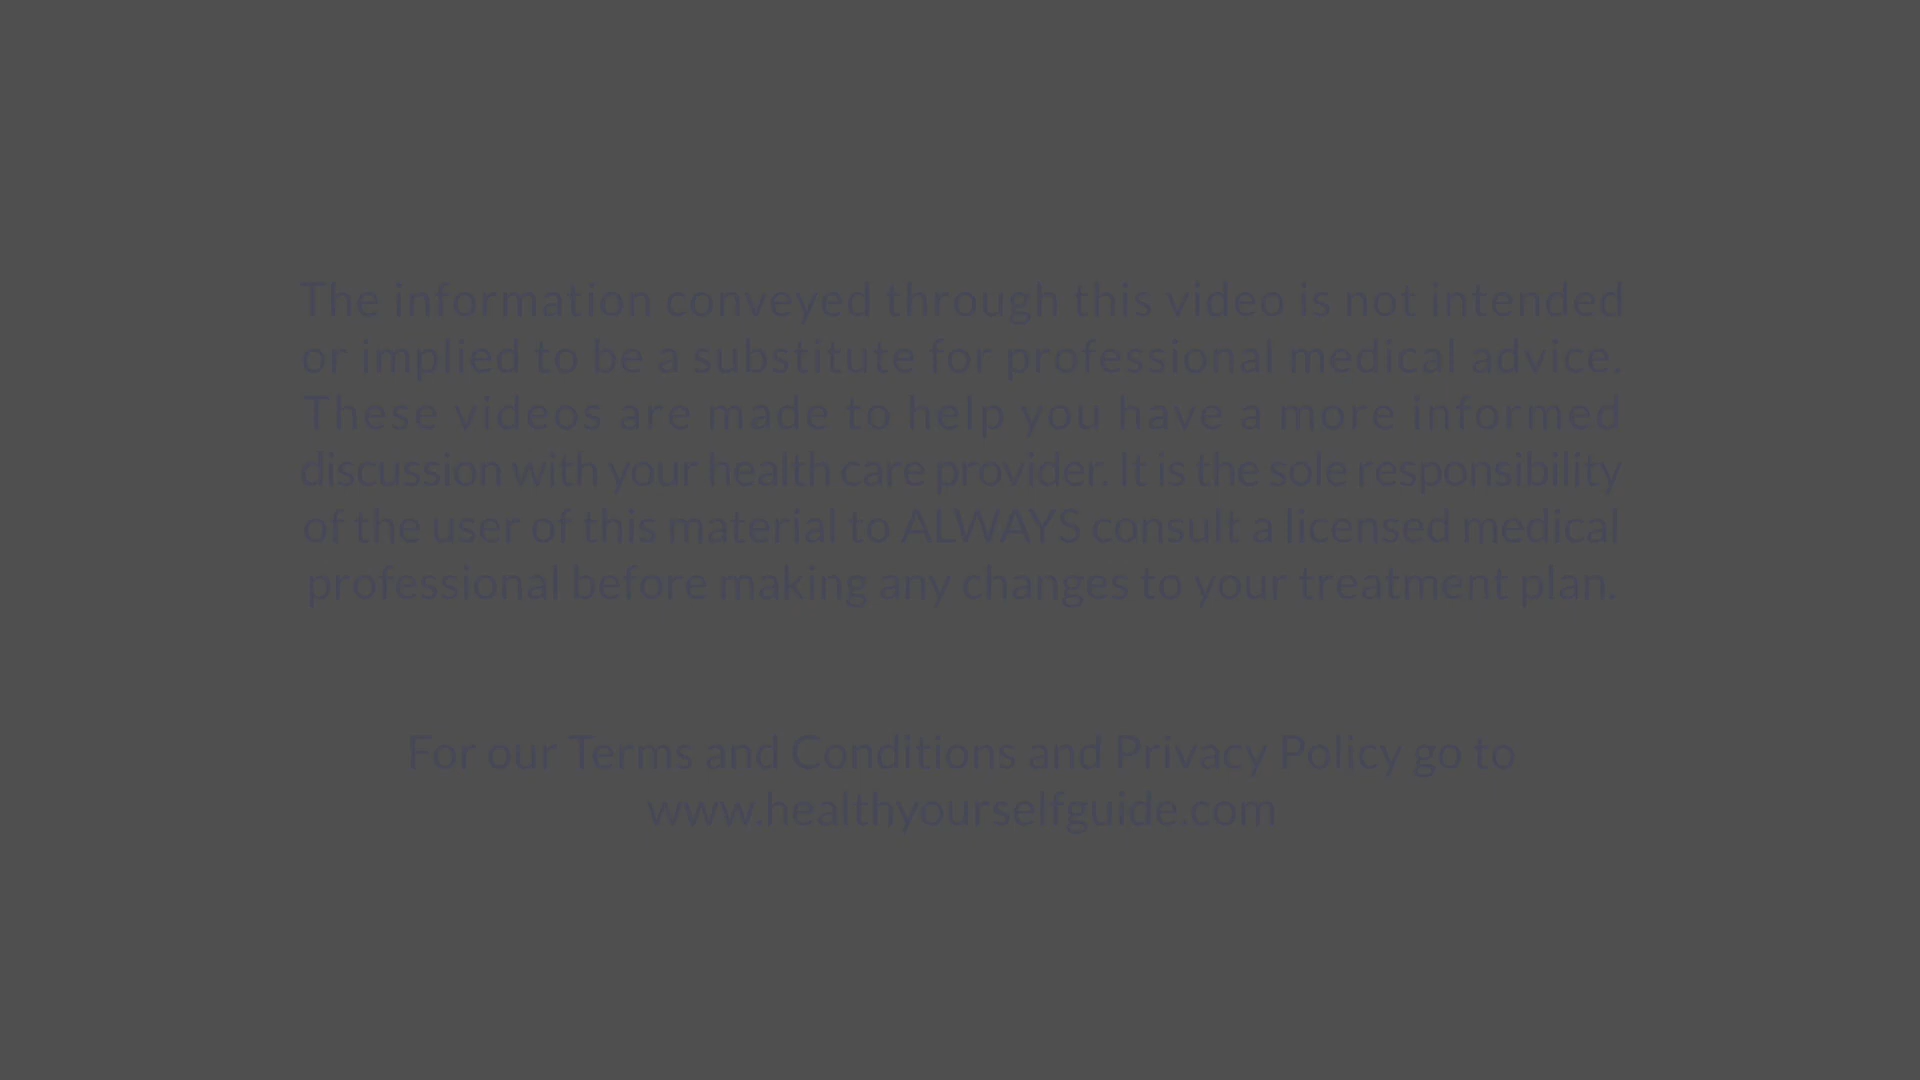 The information conveyed through this video is not intended
or implied to be a substitute for professional medical advice.
These videos are made to help you have a more informed
discussion with your health care provider. It is the sole responsibility
of the user of this material to ALWAYS consult a licensed medical
professional before making any changes to your treatment plan.
For our Terms and Conditions and Privacy Policy go to
www.healthyourselfguide.com